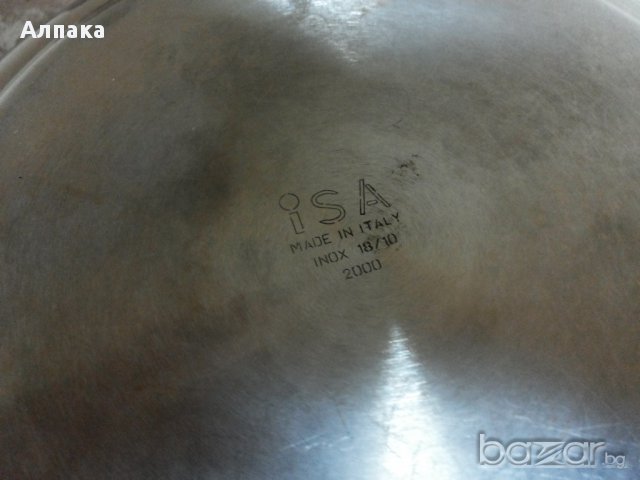 Алпака
iSA
MADE IN ITALY
INOX 18/10
2000
bazar.bg